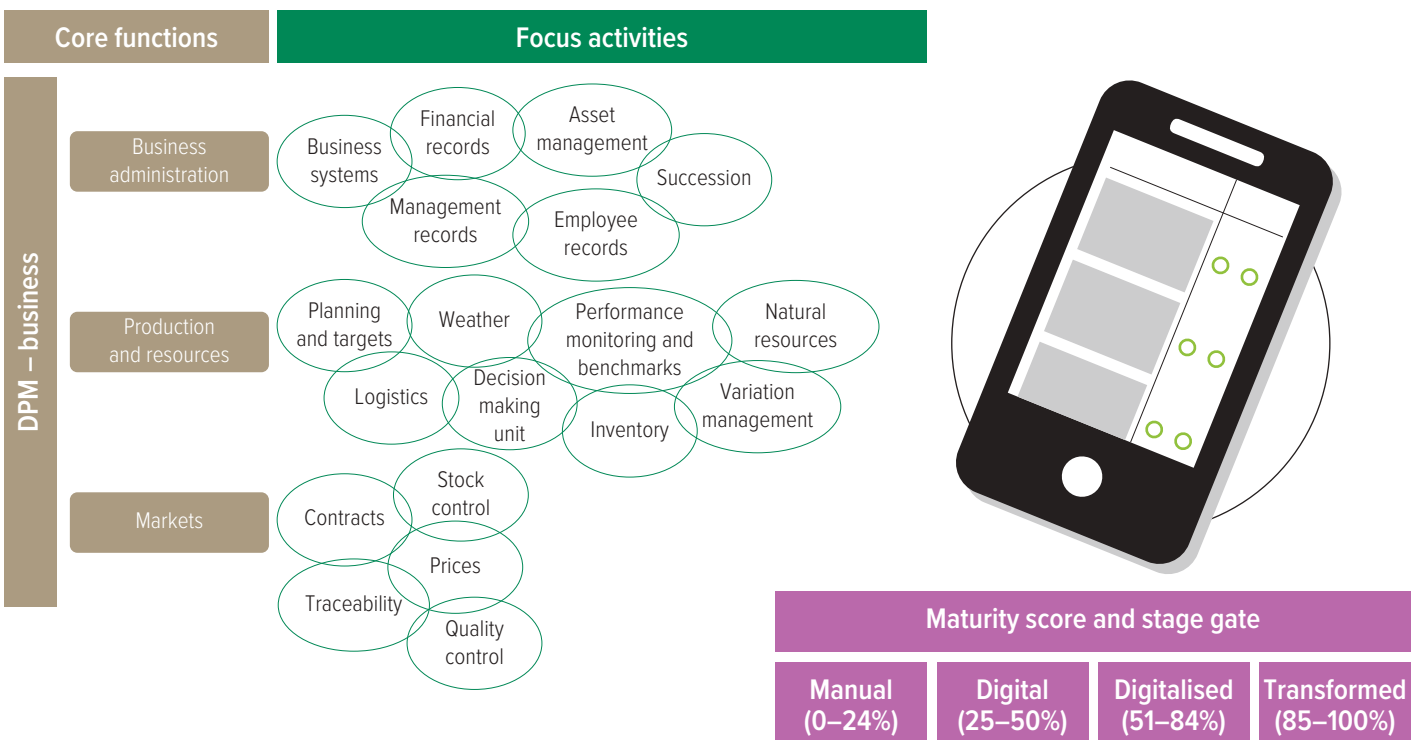 Core functions
Focus activities
DPM – business
Business
administration
Business
systems
Financial
records
Asset
management
Succession
Management
records
Employee
records
Production
and resources
Planning
and targets
Weather
Performance
monitoring and
benchmarks
Natural
resources
Logistics
Decision
making
unit
Inventory
Variation
management
Markets
Contracts
Stock
control
Prices
Traceability
Quality
control
Maturity score and stage gate
Manual
(0–24%)
Digital
(25–50%)
Digitalised
(51–84%)
Transformed
(85–100%)